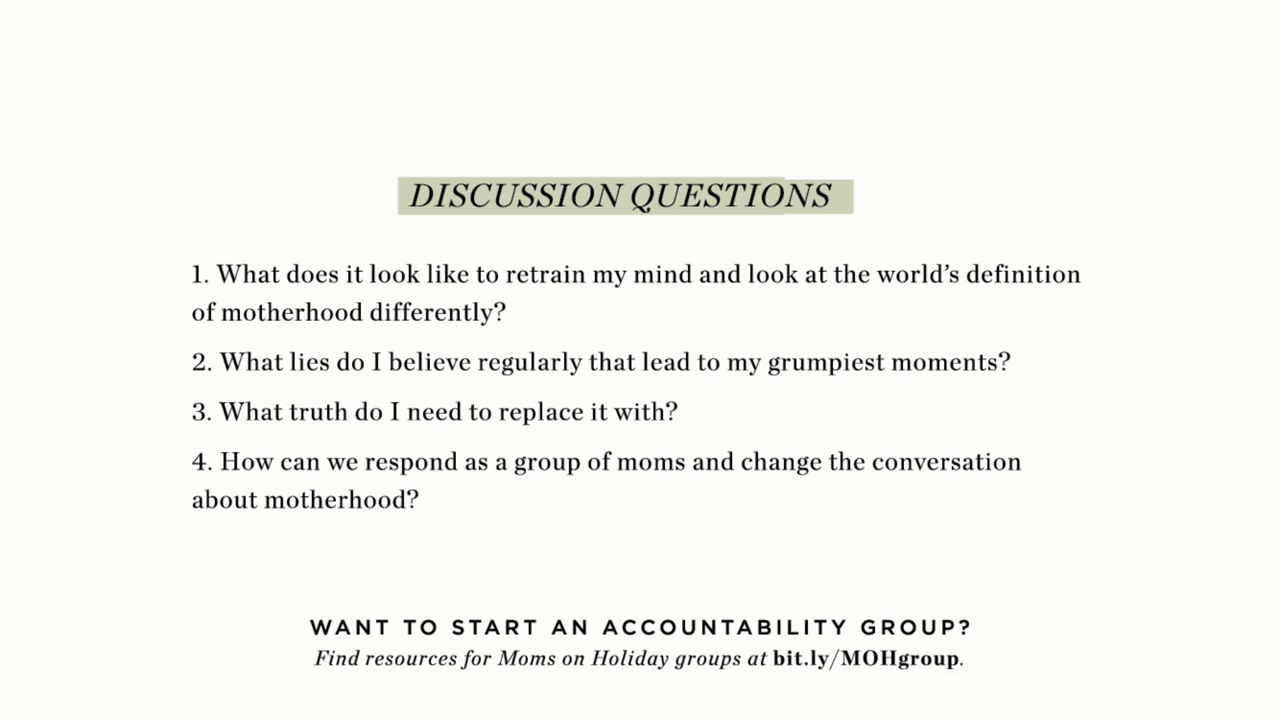 DISCUSSION QUESTIONS
1. What does it look like to retrain my mind and look at the world’s definition
of motherhood differently?
2. What lies do I believe regularly that lead to my grumpiest moments?
3. What truth do I need to replace it with?
4. How can we respond as a group of moms and change the conversation
about motherhood?
WANT TO START AN ACCOUNTABILITY GROUP?
Find resources for Moms on Holiday groups at bit.ly/MOHgroup.